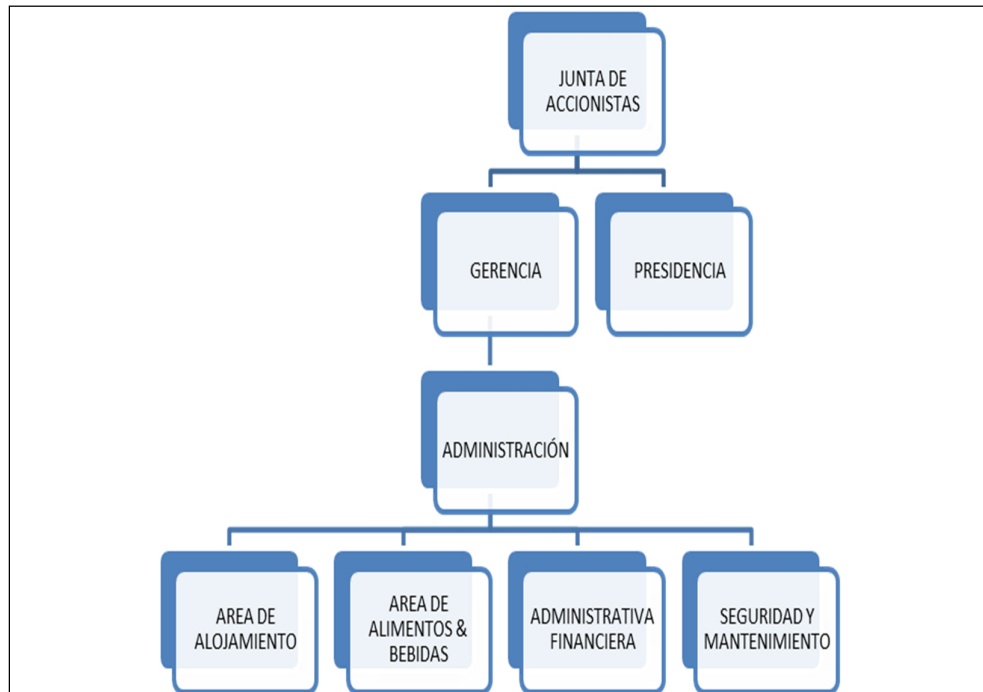 JUNTA DE
ACCIONISTAS
GERENCIA
PRESIDENCIA
ADMINISTRACIÓN
AREA DE
ALOJAMIENTO
AREA DE
ALIMENTOS &
BEBIDAS
ADMINISTRATIVA
FINANCIERA
SEGURIDAD Y
MANTENIMIENTO